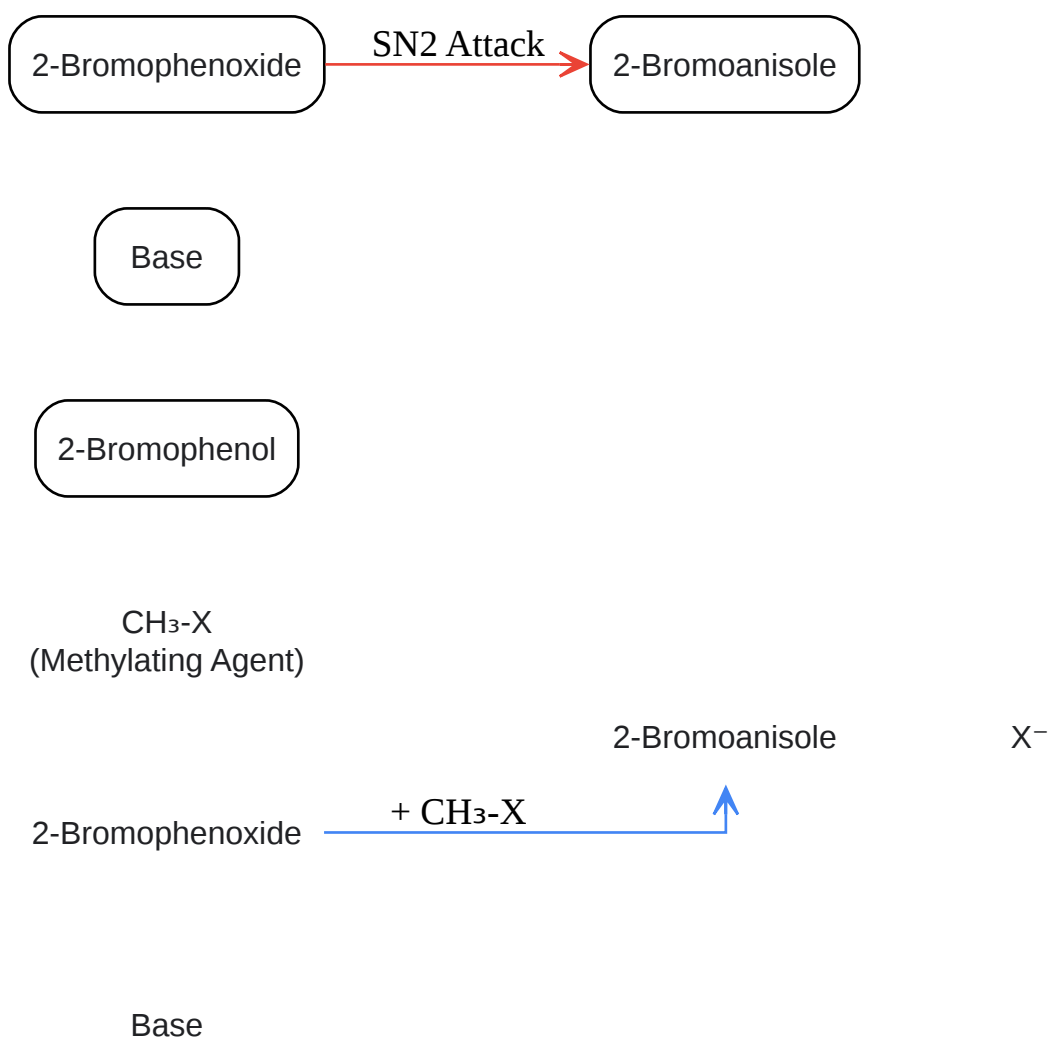 SN2 Attack
2-Bromophenoxide
2-Bromoanisole
Base
2-Bromophenol
CH₃-X
(Methylating Agent)
2-Bromoanisole
X⁻
+ CH₃-X
2-Bromophenoxide
Base